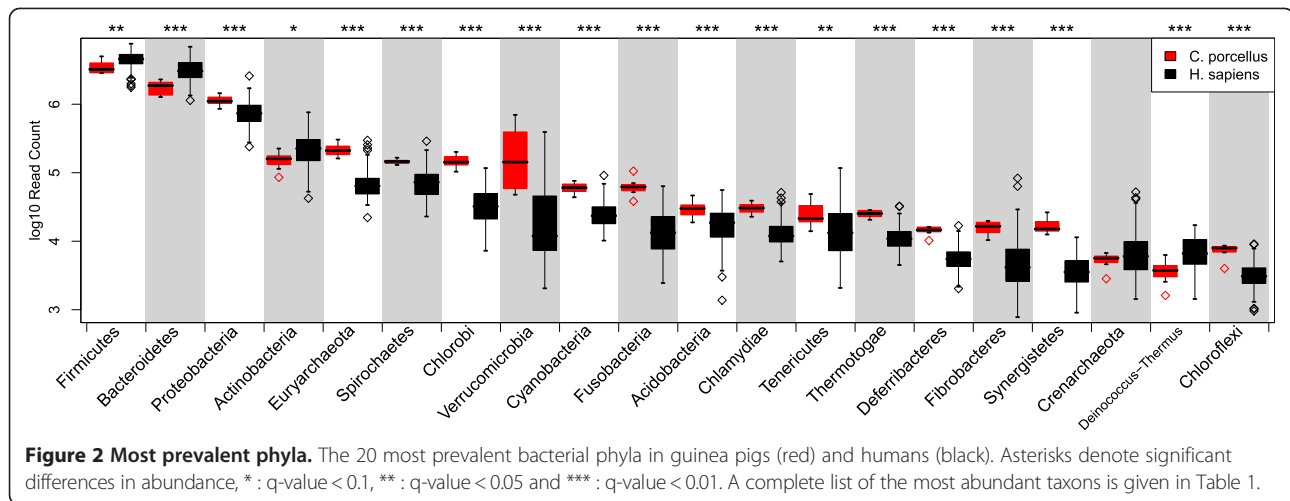 ** *** *** * *** *** *** *** *** *** *** *** ** *** *** *** *** *** ***
C. porcellus
H. sapiens
log10 Read Count
6
5
4
3
Firmicutes
Bacteroidetes
Proteobacteria
Actinobacteria
Euryarchaeota
Spirochaetes
Chlorobi
Verrucomicrobia
Cyanobacteria
Fusobacteria
Acidobacteria
Chlamydiae
Tenericutes
Thermotogae
Deferribacteres
Fibrobacteres
Synergistetes
Crenarchaeota
Deinococcus-Thermus
Chloroflexi
Figure 2 Most prevalent phyla. The 20 most prevalent bacterial phyla in guinea pigs (red) and humans (black). Asterisks denote significant
differences in abundance, * : q-value < 0.1, ** : q-value < 0.05 and *** : q-value < 0.01. A complete list of the most abundant taxons is given in Table 1.